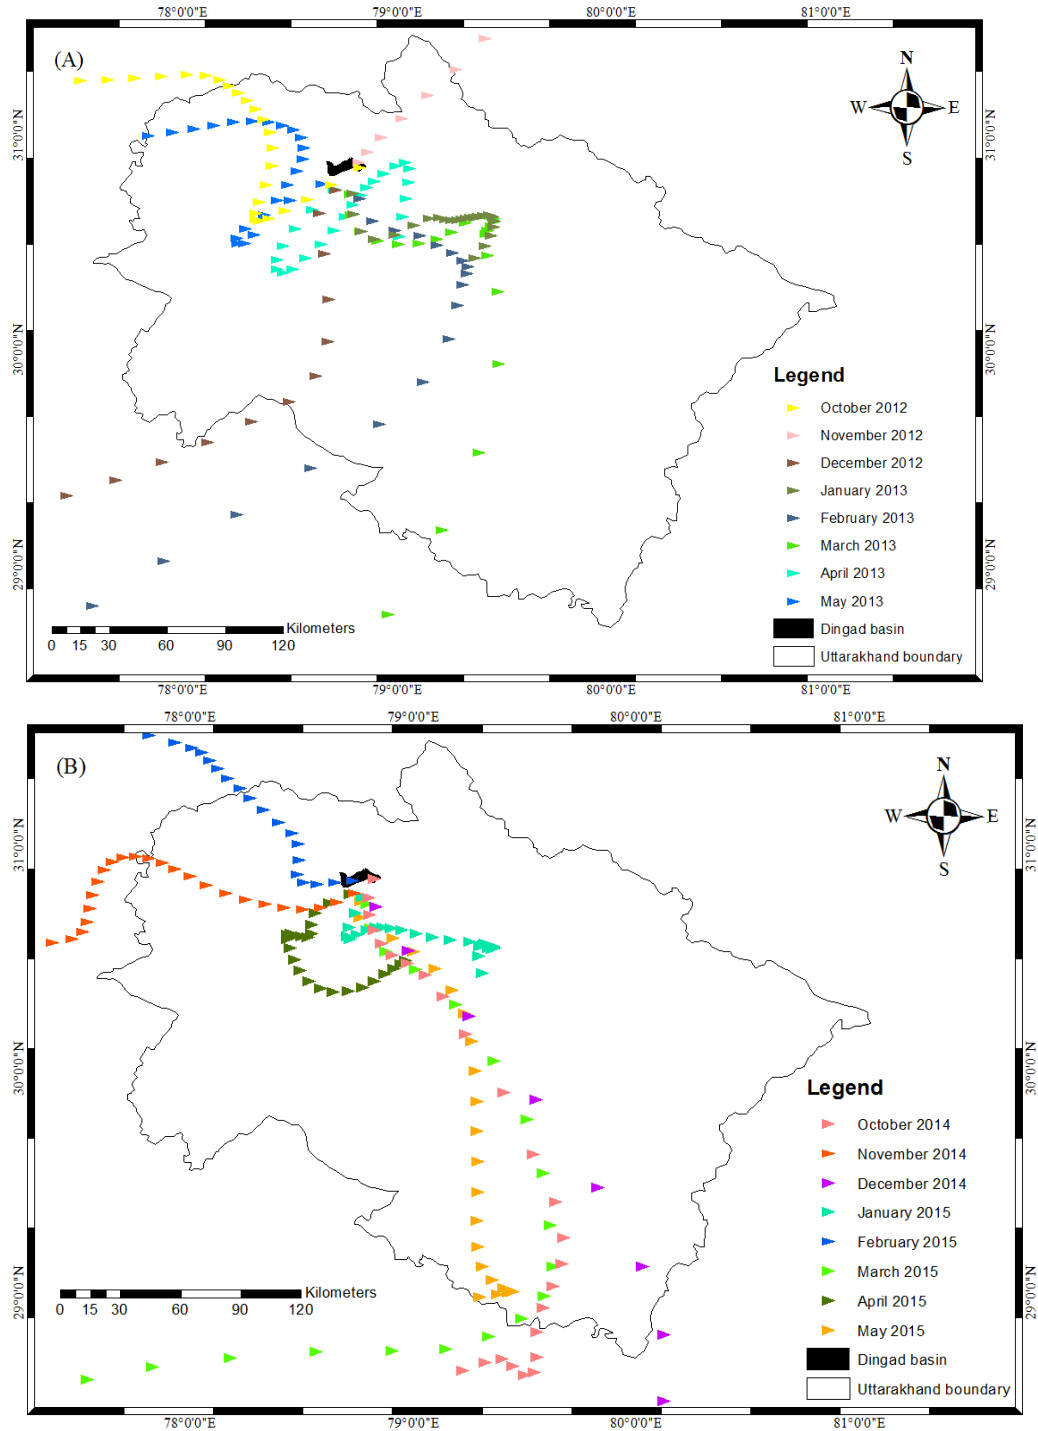 78°0'0"E 79°0'0"E 80°0'0"E 81°0'0"E
(A)
N
W E
S
31°0'0"N 31°0'0"N
30°0'0"N 30°0'0"N
29°0'0"N 29°0'0"N
Legend
October 2012
November 2012
December 2012
January 2013
February 2013
March 2013
April 2013
May 2013
Dingad basin
Uttarakhand boundary
Kilometers
0 15 30 60 90 120
78°0'0"E 79°0'0"E 80°0'0"E 81°0'0"E
78°0'0"E 79°0'0"E 80°0'0"E 81°0'0"E
(B)
N
W E
S
31°0'0"N 31°0'0"N
30°0'0"N 30°0'0"N
29°0'0"N 29°0'0"N
Legend
October 2014
November 2014
December 2014
January 2015
February 2015
March 2015
April 2015
May 2015
Dingad basin
Uttarakhand boundary
Kilometers
0 15 30 60 90 120
78°0'0"E 79°0'0"E 80°0'0"E 81°0'0"E